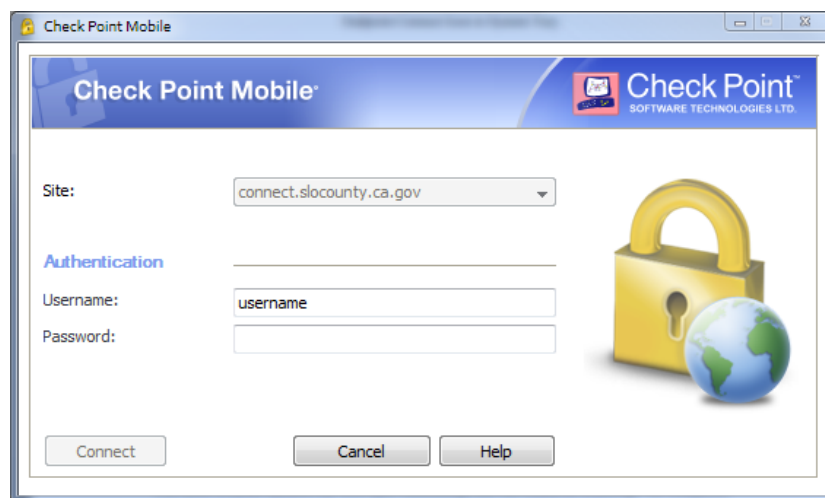 Check Point Mobile
Check Point Mobile
Check Point™
SOFTWARE TECHNOLOGIES LTD.
Site:
connect.slocounty.ca.gov
Authentication
Username:
username
Password:
Connect
Cancel
Help